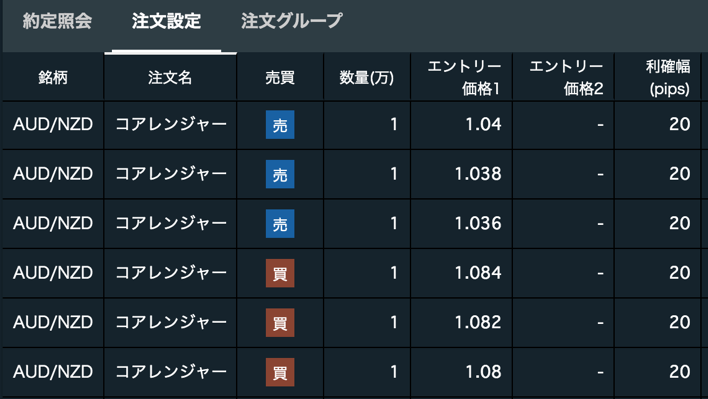 約定照会 注文設定 注文グループ
銘柄 注文名 売買 数量(万) エントリー価格1 エントリー価格2 利確幅(pips)
AUD/NZD コアレンジャー 売 1 1.04 - 20
AUD/NZD コアレンジャー 売 1 1.038 - 20
AUD/NZD コアレンジャー 売 1 1.036 - 20
AUD/NZD コアレンジャー 買 1 1.084 - 20
AUD/NZD コアレンジャー 買 1 1.082 - 20
AUD/NZD コアレンジャー 買 1 1.08 - 20